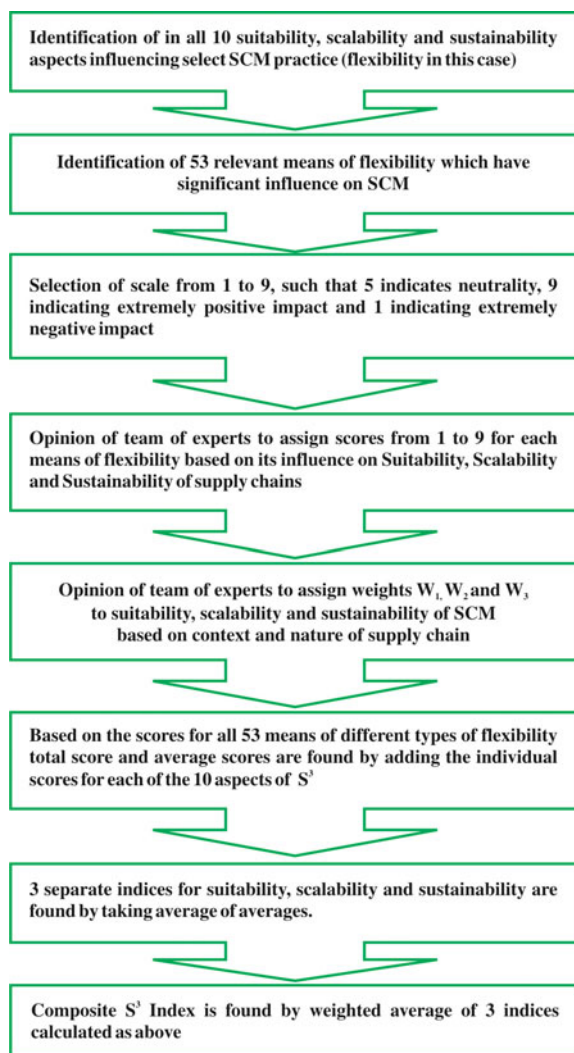 Identification of in all 10 suitability, scalability and sustainability
aspects influencing select SCM practice (flexibility in this case)
Identification of 53 relevant means of flexibility which have
significant influence on SCM
Selection of scale from 1 to 9, such that 5 indicates neutrality, 9
indicating extremely positive impact and 1 indicating extremely
negative impact
Opinion of team of experts to assign scores from 1 to 9 for each
means of flexibility based on its influence on Suitability, Scalability
and Sustainability of supply chains
Opinion of team of experts to assign weights W₁, W₂ and W₃
to suitability, scalability and sustainability of SCM
based on context and nature of supply chain
Based on the scores for all 53 means of different types of flexibility
total score and average scores are found by adding the individual
scores for each of the 10 aspects of S³
3 separate indices for suitability, scalability and sustainability are
found by taking average of averages.
Composite S³ Index is found by weighted average of 3 indices
calculated as above